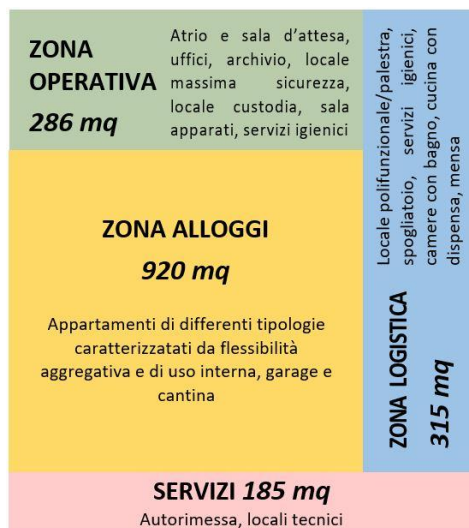 ZONA
OPERATIVA
286 mq
Atrio e sala d'attesa,
uffici, archivio, locale
massima sicurezza,
locale custodia, sala
apparati, servizi igienici
ZONA ALLOGGI
920 mq
Appartamenti di differenti tipologie
caratterizzatati da flessibilità
aggregativa e di uso interna, garage e
cantina
ZONA LOGISTICA
315 mq
Locale polifunzionale/palestra,
spogliatoio, servizi igienici,
camere con bagno, cucina con
dispensa, mensa
SERVIZI 185 mq
Autorimessa, locali tecnici